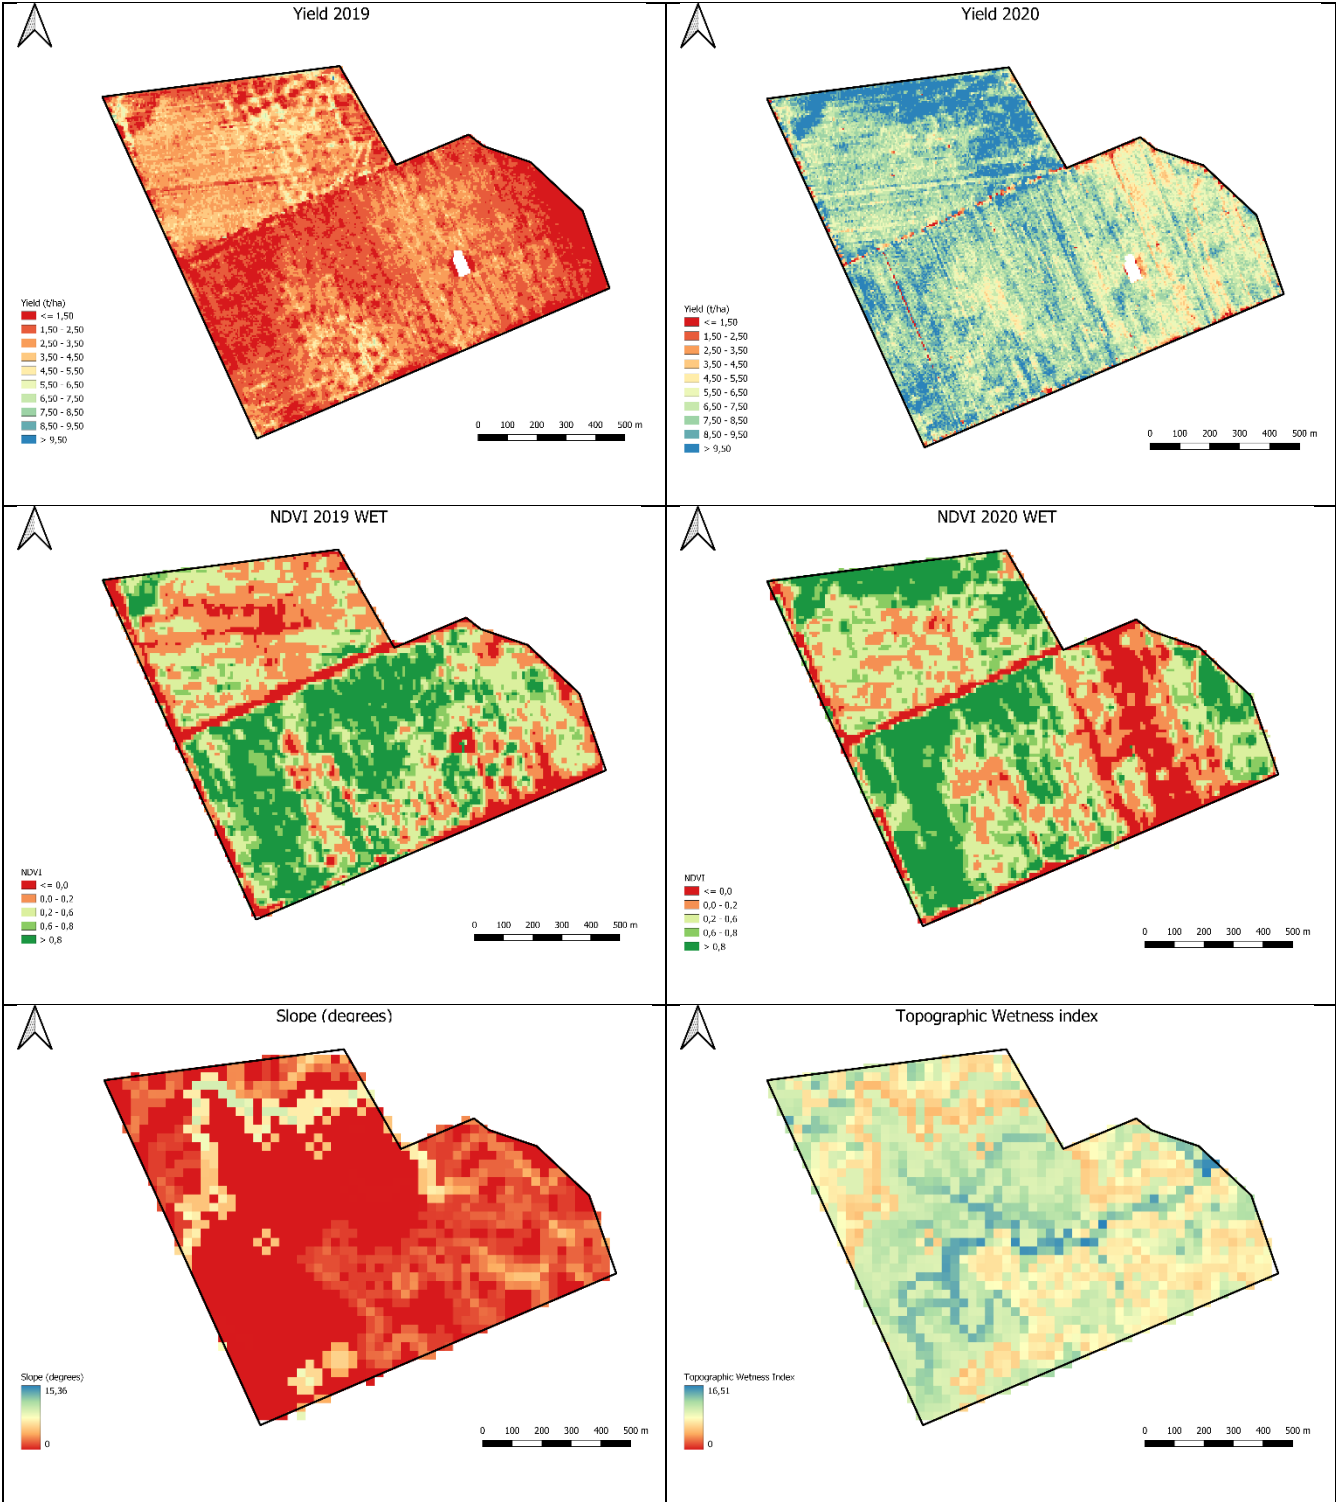 Yield 2019
Yield (t/ha)
<= 1,50
1,50 - 2,50
2,50 - 3,50
3,50 - 4,50
4,50 - 5,50
5,50 - 6,50
6,50 - 7,50
7,50 - 8,50
8,50 - 9,50
> 9,50
0 100 200 300 400 500 m
Yield 2020
Yield (t/ha)
<= 1,50
1,50 - 2,50
2,50 - 3,50
3,50 - 4,50
4,50 - 5,50
5,50 - 6,50
6,50 - 7,50
7,50 - 8,50
8,50 - 9,50
> 9,50
0 100 200 300 400 500 m
NDVI 2019 WET
NDVI
<= 0,0
0,0 - 0.2
0,2 - 0,6
0,6 - 0,8
> 0,8
0 100 200 300 400 500 m
NDVI 2020 WET
NDVI
<= 0,0
0,0 - 0.2
0,2 - 0,6
0,6 - 0,8
> 0,8
0 100 200 300 400 500 m
Slope (degrees)
Slope (degrees)
15,36
0
0 100 200 300 400 500 m
Topographic Wetness index
Topographic Wetness Index
16,51
0
0 100 200 300 400 500 m